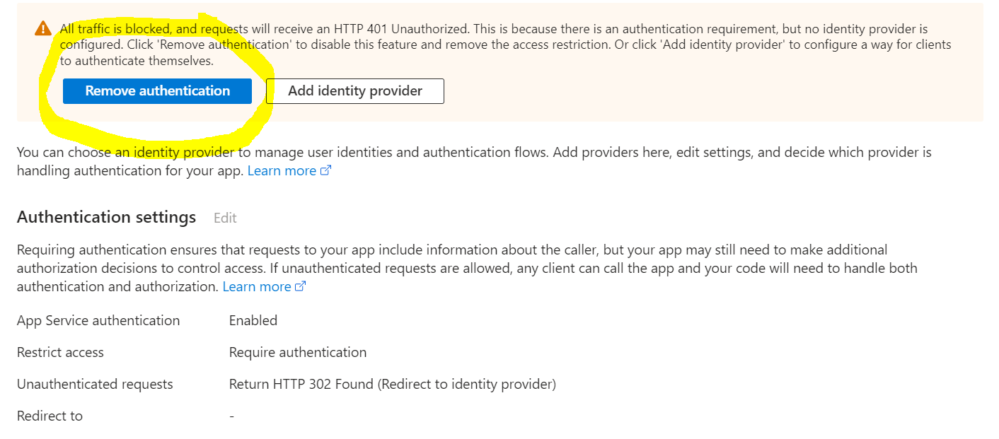 All traffic is blocked, and requests will receive an HTTP 401 Unauthorized. This is because there is an authentication requirement, but no identity provider is
configured. Click 'Remove authentication' to disable this feature and remove the access restriction. Or click 'Add identity provider' to configure a way for clients
to authenticate themselves.
Remove authentication Add identity provider
You can choose an identity provider to manage user identities and authentication flows. Add providers here, edit settings, and decide which provider is
handling authentication for your app. Learn more
Authentication settings Edit
Requiring authentication ensures that requests to your app include information about the caller, but your app may still need to make additional
authorization decisions to control access. If unauthenticated requests are allowed, any client can call the app and your code will need to handle both
authentication and authorization. Learn more
App Service authentication Enabled
Restrict access Require authentication
Unauthenticated requests Return HTTP 302 Found (Redirect to identity provider)
Redirect to -